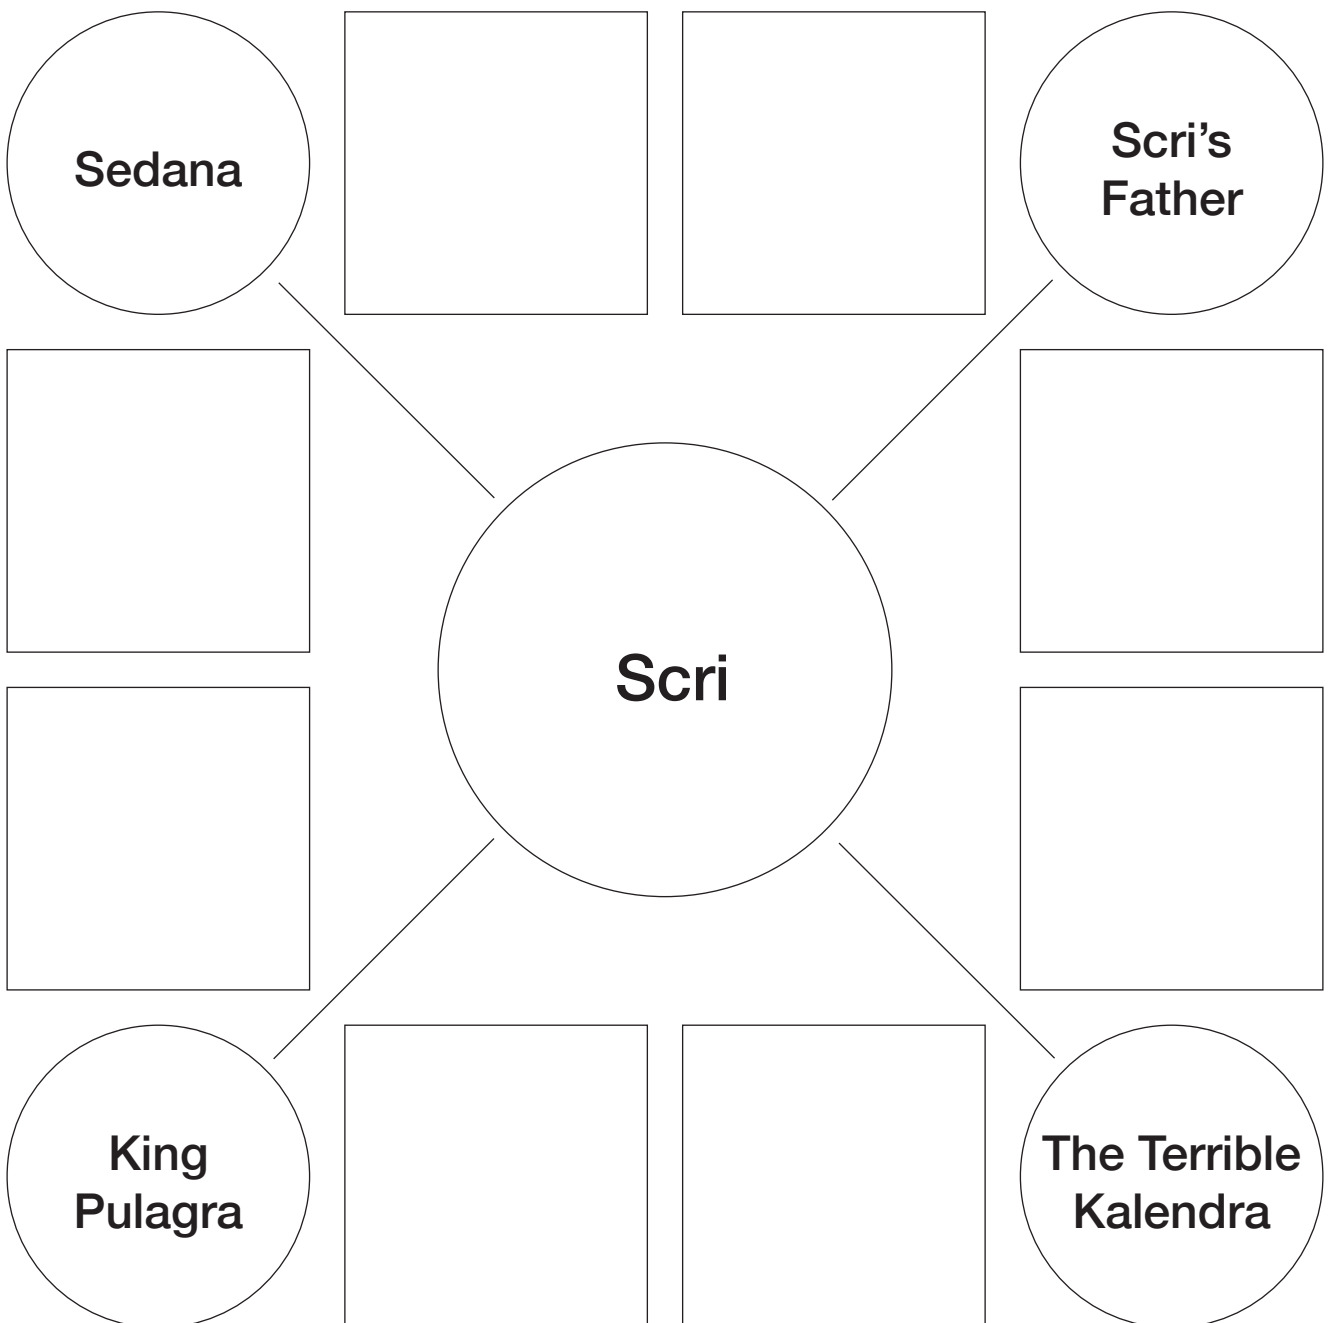 Sedana
Scri’s
Father
Scri
King
Pulagra
The Terrible
Kalendra